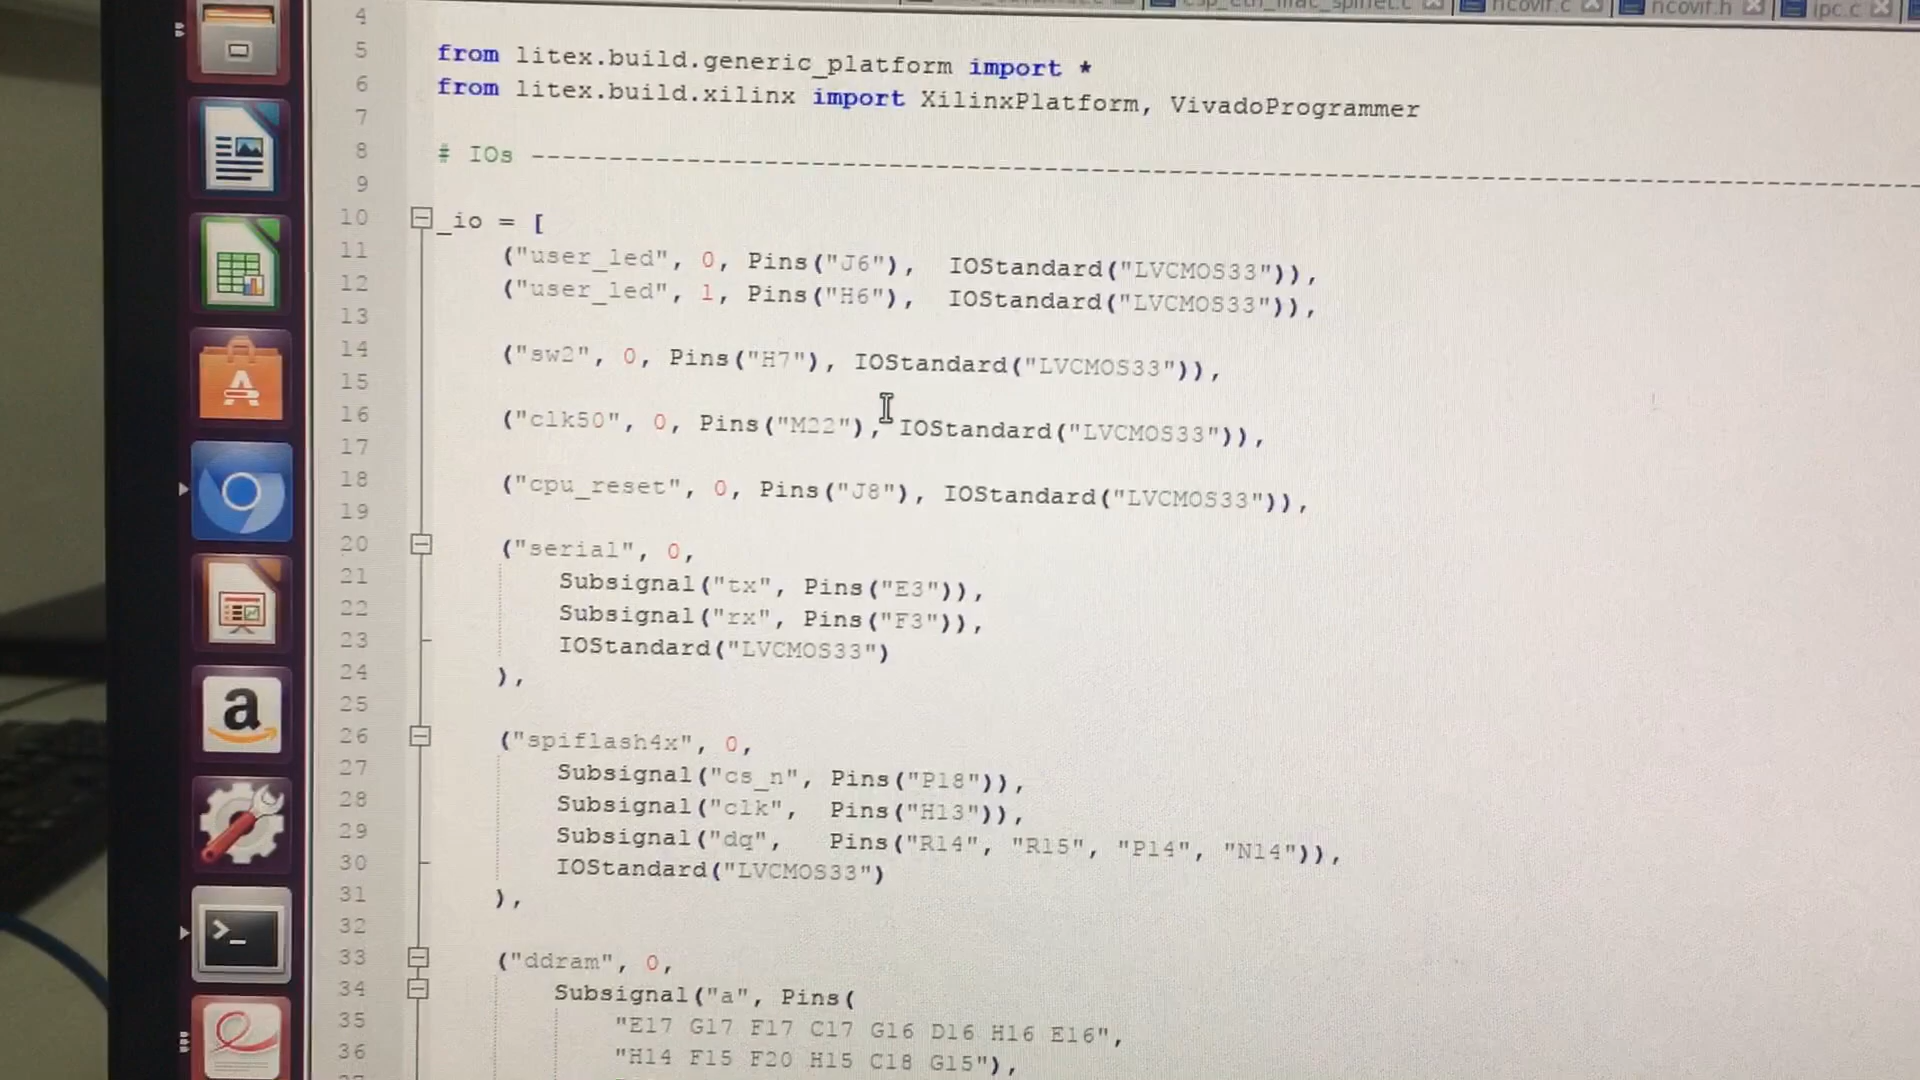 csp_eth_mac_spinet.c ncovif.c ncovif.h ipc.c
4
5 from litex.build.generic_platform import *
6 from litex.build.xilinx import XilinxPlatform, VivadoProgrammer
7
8 # IOs ----------------------------------------------------------------------------------------
9
10 _io = [
11 ("user_led", 0, Pins("J6"), IOStandard("LVCMOS33")),
12 ("user_led", 1, Pins("H6"), IOStandard("LVCMOS33")),
13
14 ("sw2", 0, Pins("H7"), IOStandard("LVCMOS33")),
15
16 ("clk50", 0, Pins("M22"), IOStandard("LVCMOS33")),
17
18 ("cpu_reset", 0, Pins("J8"), IOStandard("LVCMOS33")),
19
20 ("serial", 0,
21 Subsignal("tx", Pins("E3")),
22 Subsignal("rx", Pins("F3")),
23 IOStandard("LVCMOS33")
24 ),
25
26 ("spiflash4x", 0,
27 Subsignal("cs_n", Pins("P18")),
28 Subsignal("clk", Pins("H13")),
29 Subsignal("dq", Pins("R14", "R15", "P14", "N14")),
30 IOStandard("LVCMOS33")
31 ),
32
33 ("ddram", 0,
34 Subsignal("a", Pins(
35 "E17 G17 F17 C17 G16 D16 H16 E16",
36 "H14 F15 F20 H15 C18 G15"),